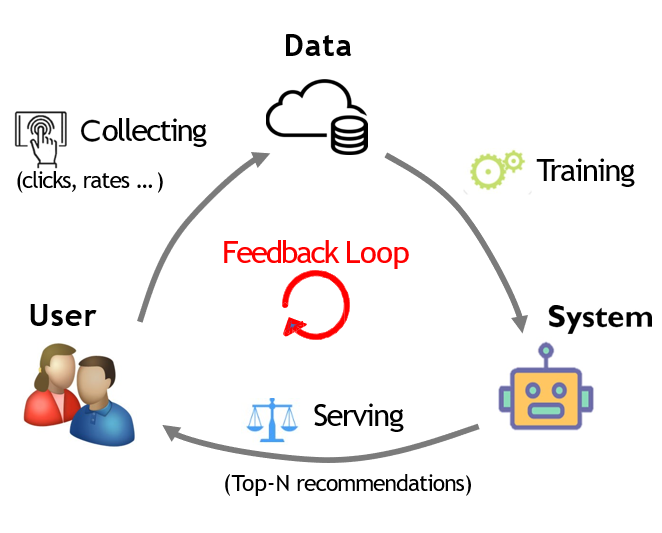 Data
Collecting
(clicks, rates ... )
Training
Feedback Loop
User
System
Serving
(Top-N recommendations)